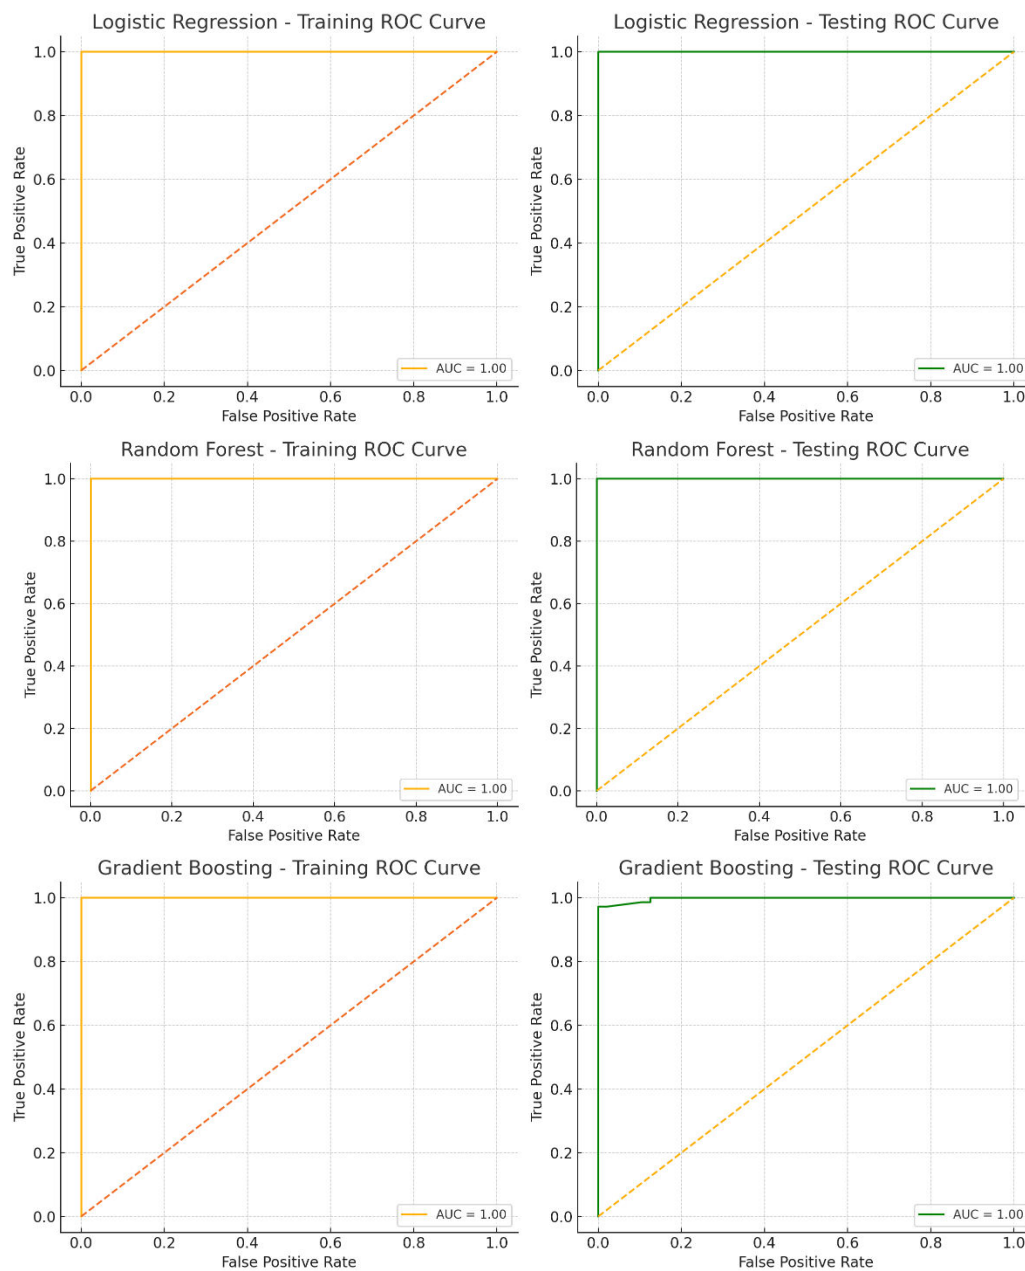 Logistic Regression - Training ROC Curve
True Positive Rate
1.0
0.8
0.6
0.4
0.2
0.0
AUC = 1.00
0.0 0.2 0.4 0.6 0.8 1.0
False Positive Rate
Logistic Regression - Testing ROC Curve
True Positive Rate
1.0
0.8
0.6
0.4
0.2
0.0
AUC = 1.00
0.0 0.2 0.4 0.6 0.8 1.0
False Positive Rate
Random Forest - Training ROC Curve
True Positive Rate
1.0
0.8
0.6
0.4
0.2
0.0
AUC = 1.00
0.0 0.2 0.4 0.6 0.8 1.0
False Positive Rate
Random Forest - Testing ROC Curve
True Positive Rate
1.0
0.8
0.6
0.4
0.2
0.0
AUC = 1.00
0.0 0.2 0.4 0.6 0.8 1.0
False Positive Rate
Gradient Boosting - Training ROC Curve
True Positive Rate
1.0
0.8
0.6
0.4
0.2
0.0
AUC = 1.00
0.0 0.2 0.4 0.6 0.8 1.0
False Positive Rate
Gradient Boosting - Testing ROC Curve
True Positive Rate
1.0
0.8
0.6
0.4
0.2
0.0
AUC = 1.00
0.0 0.2 0.4 0.6 0.8 1.0
False Positive Rate